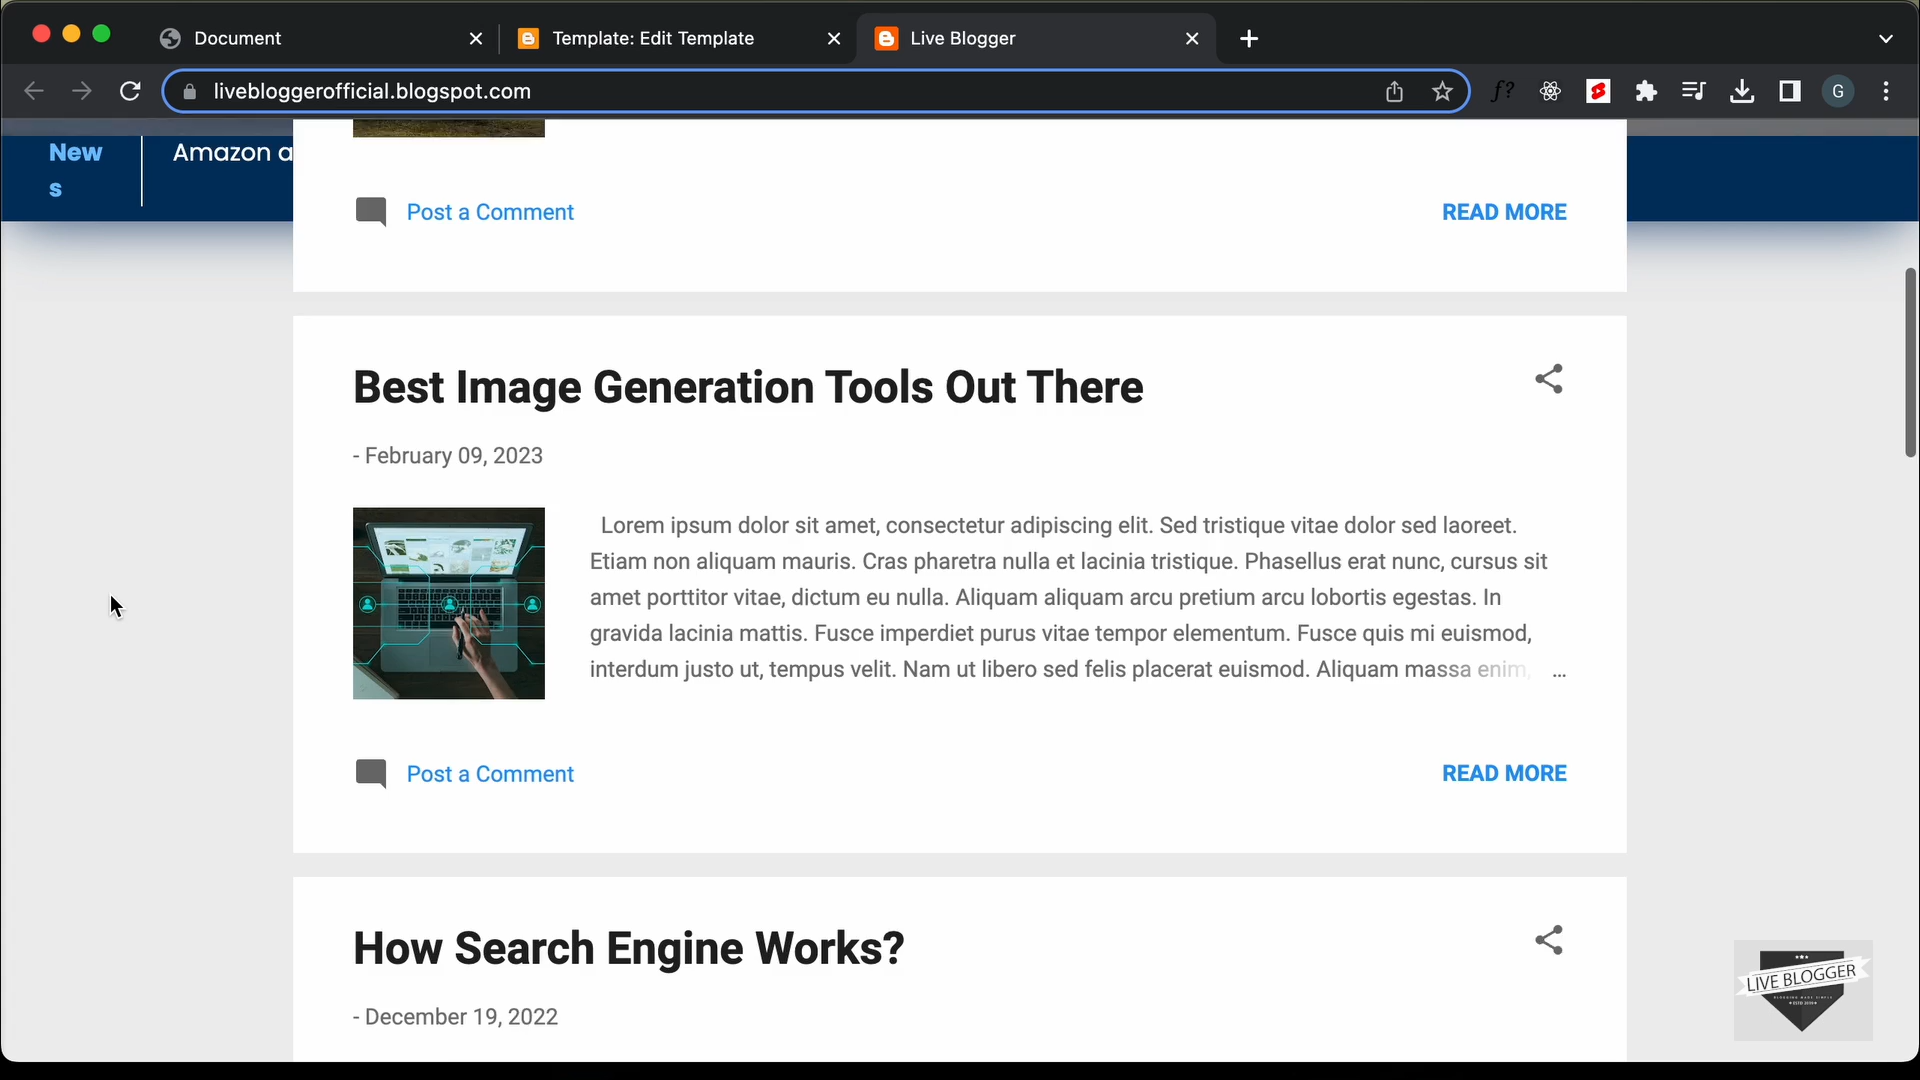 Document
Template: Edit Template
Live Blogger
livebloggerofficial.blogspot.com
f?
G
New
s
Amazon a
Post a Comment
READ MORE
Best Image Generation Tools Out There
- February 09, 2023
Lorem ipsum dolor sit amet, consectetur adipiscing elit. Sed tristique vitae dolor sed laoreet.
Etiam non aliquam mauris. Cras pharetra nulla et lacinia tristique. Phasellus erat nunc, cursus sit
amet porttitor vitae, dictum eu nulla. Aliquam aliquam arcu pretium arcu lobortis egestas. In
gravida lacinia mattis. Fusce imperdiet purus vitae tempor elementum. Fusce quis mi euismod,
interdum justo ut, tempus velit. Nam ut libero sed felis placerat euismod. Aliquam massa enim, ...
Post a Comment
READ MORE
How Search Engine Works?
- December 19, 2022
LIVE BLOGGER